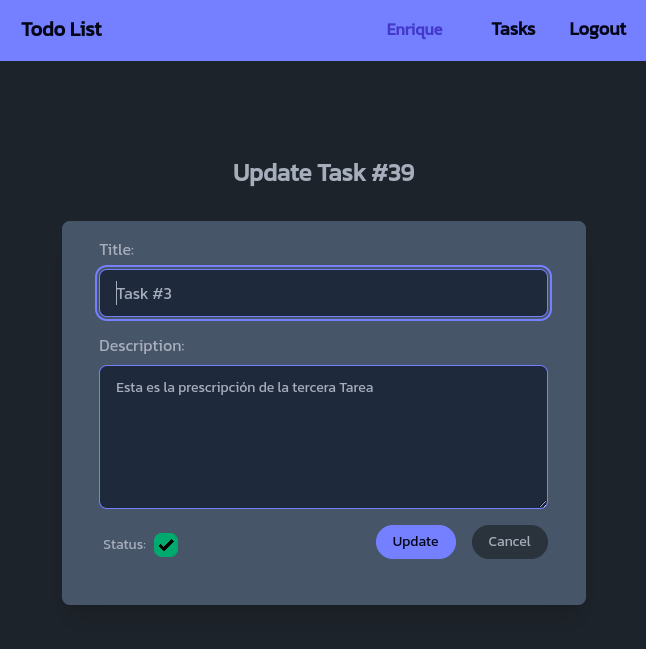 Todo List Enrique Tasks Logout
Update Task #39
Title:
Task #3
Description:
Esta es la prescripción de la tercera Tarea
Status: Update Cancel